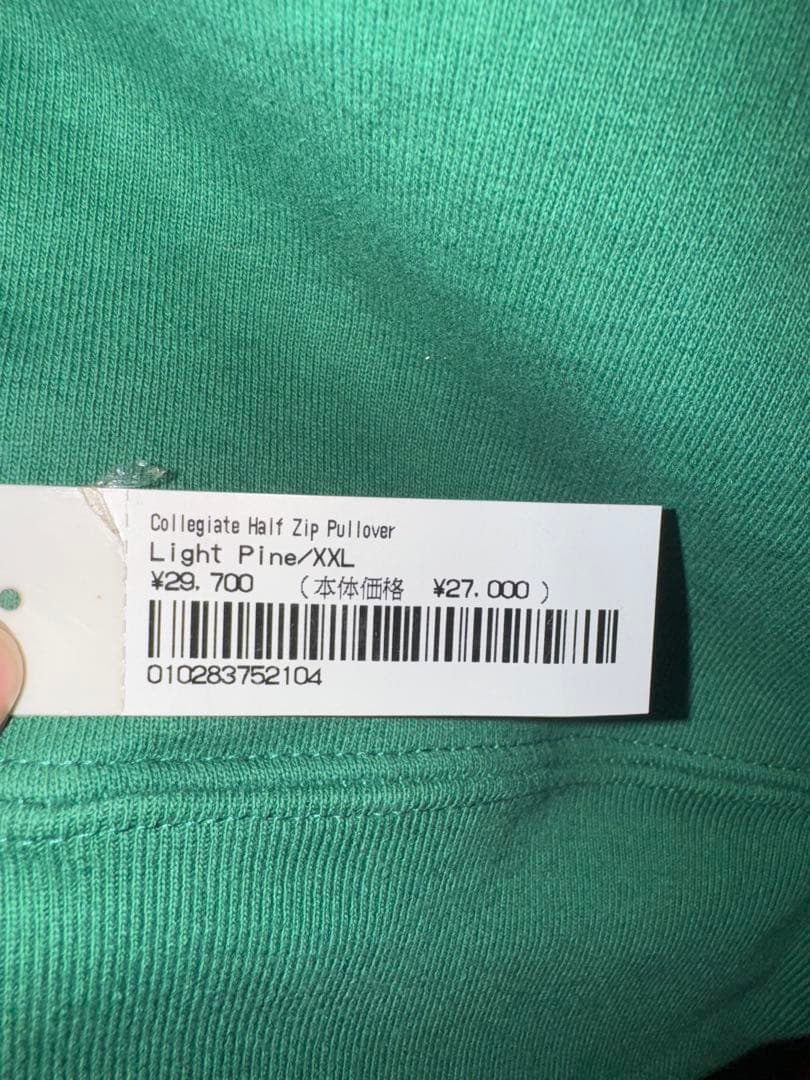 Collegiate Half Zip Pullover
Light Pine/XXL
¥29.700 (本体価格 ¥27.000)
010283752104